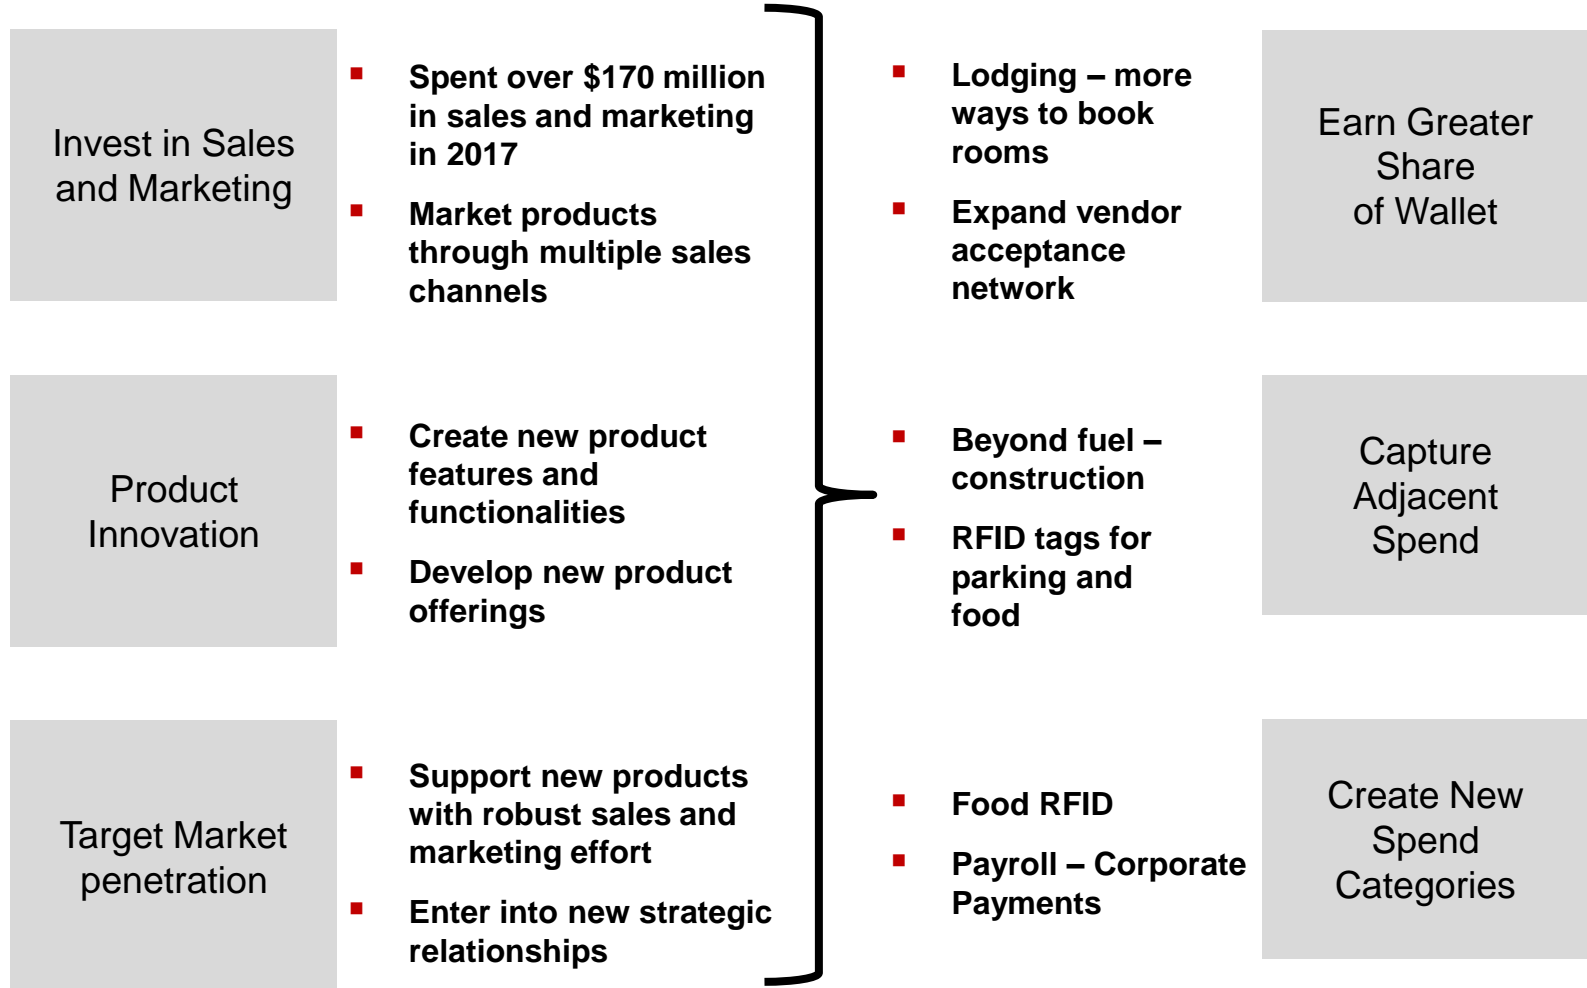 Invest in Sales
and Marketing
Spent over $170 million
in sales and marketing
in 2017
Market products
through multiple sales
channels
Lodging – more
ways to book
rooms
Expand vendor
acceptance
network
Earn Greater
Share
of Wallet
Product
Innovation
Create new product
features and
functionalities
Develop new product
offerings
Beyond fuel –
construction
RFID tags for
parking and
food
Capture
Adjacent
Spend
Target Market
penetration
Support new products
with robust sales and
marketing effort
Enter into new strategic
relationships
Food RFID
Payroll – Corporate
Payments
Create New
Spend
Categories